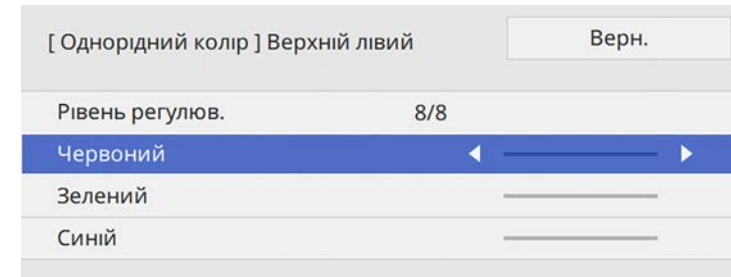 [ Однорідний колір ] Верхній лівий Верн.
Рівень регулюв. 8/8
Червоний
Зелений
Синій